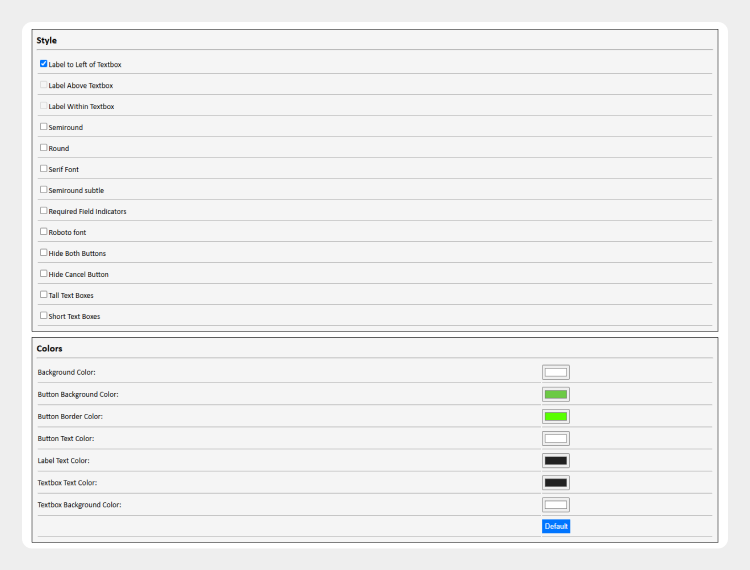 Style
Label to Left of Textbox
Label Above Textbox
Label Within Textbox
Semiround
Round
Serif Font
Semiround subtle
Required Field Indicators
Roboto font
Hide Both Buttons
Hide Cancel Button
Tall Text Boxes
Short Text Boxes
Colors
Background Color:
Button Background Color:
Button Border Color:
Button Text Color:
Label Text Color:
Textbox Text Color:
Textbox Background Color:
Default